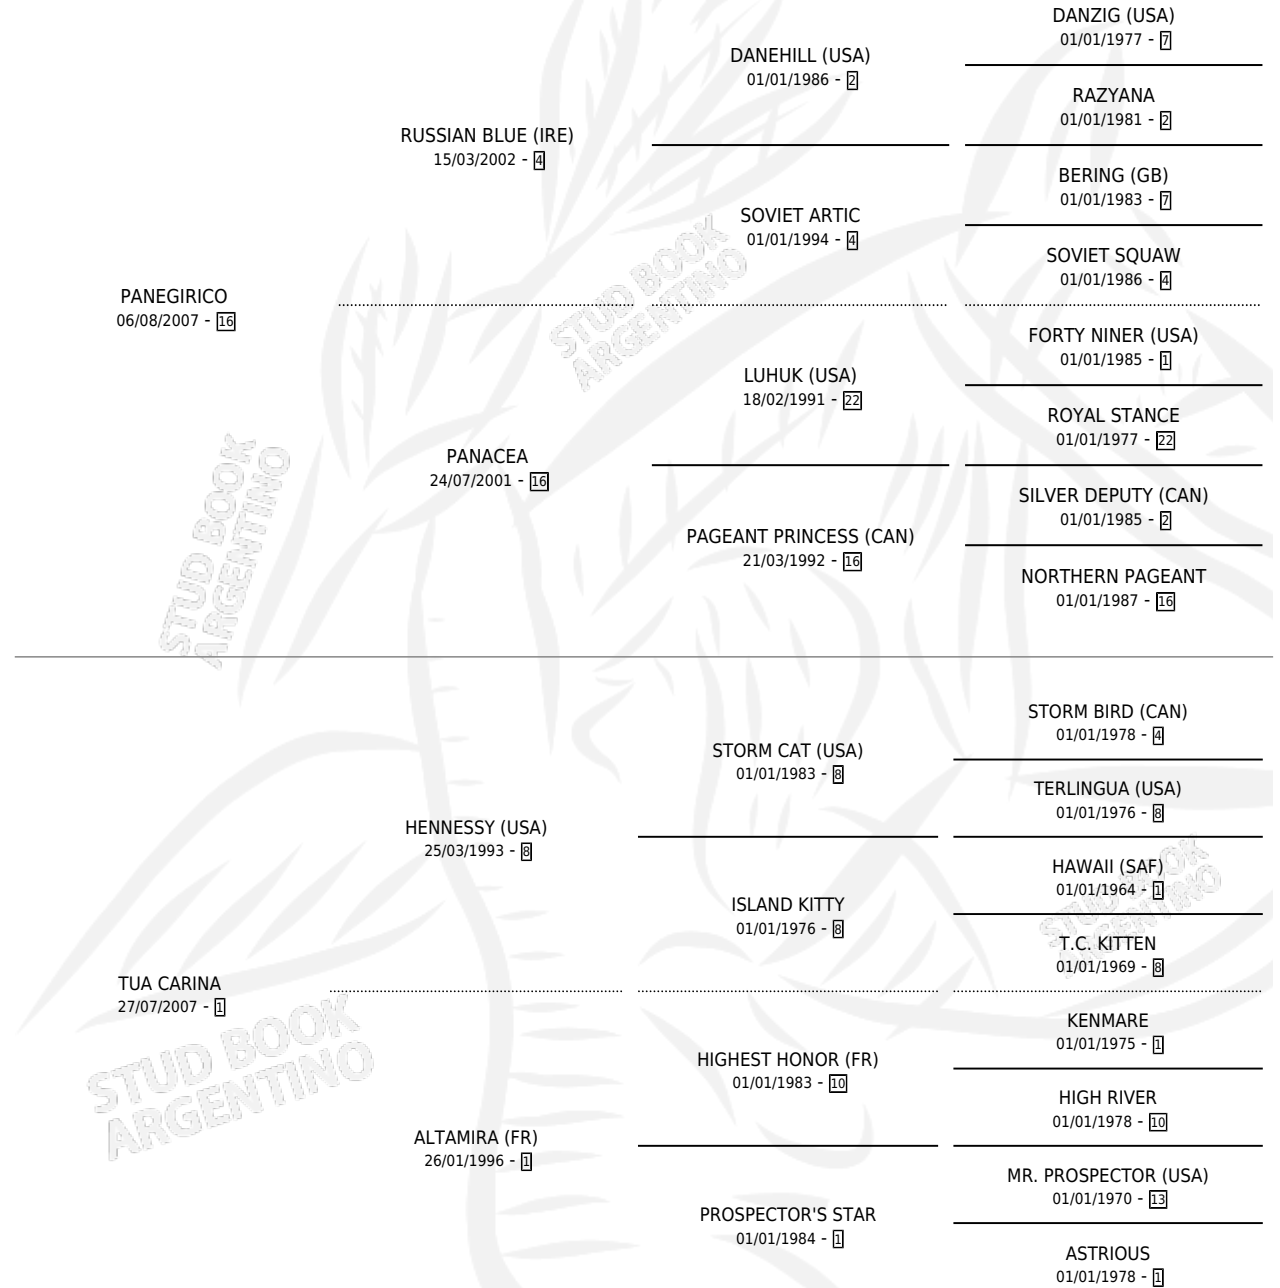 DANZIG (USA)
01/01/1977 - 7
DANEHILL (USA)
01/01/1986 - 2
RAZYANA
01/01/1981 - 2
RUSSIAN BLUE (IRE)
15/03/2002 - 4
BERING (GB)
01/01/1983 - 7
SOVIET ARTIC
01/01/1994 - 4
SOVIET SQUAW
01/01/1986 - 4
PANEGIRICO
06/08/2007 - 16
FORTY NINER (USA)
01/01/1985 - 1
LUHUK (USA)
18/02/1991 - 22
ROYAL STANCE
01/01/1977 - 22
PANACEA
24/07/2001 - 16
SILVER DEPUTY (CAN)
01/01/1985 - 2
PAGEANT PRINCESS (CAN)
21/03/1992 - 16
NORTHERN PAGEANT
01/01/1987 - 16
STORM BIRD (CAN)
01/01/1978 - 4
STORM CAT (USA)
01/01/1983 - 8
TERLINGUA (USA)
01/01/1976 - 8
HENNESSY (USA)
25/03/1993 - 8
HAWAII (SAF)
01/01/1964 - 1
ISLAND KITTY
01/01/1976 - 8
T.C. KITTEN
01/01/1969 - 8
TUA CARINA
27/07/2007 - 1
KENMARE
01/01/1975 - 1
HIGHEST HONOR (FR)
01/01/1983 - 10
HIGH RIVER
01/01/1978 - 10
ALTAMIRA (FR)
26/01/1996 - 1
MR. PROSPECTOR (USA)
01/01/1970 - 13
PROSPECTOR'S STAR
01/01/1984 - 1
ASTRIOUS
01/01/1978 - 1
STUD BOOK
ARGENTINO
STUD BOOK
ARGENTINO
STUD BOOK
ARGENTINO
STUD BOOK
ARGENTINO